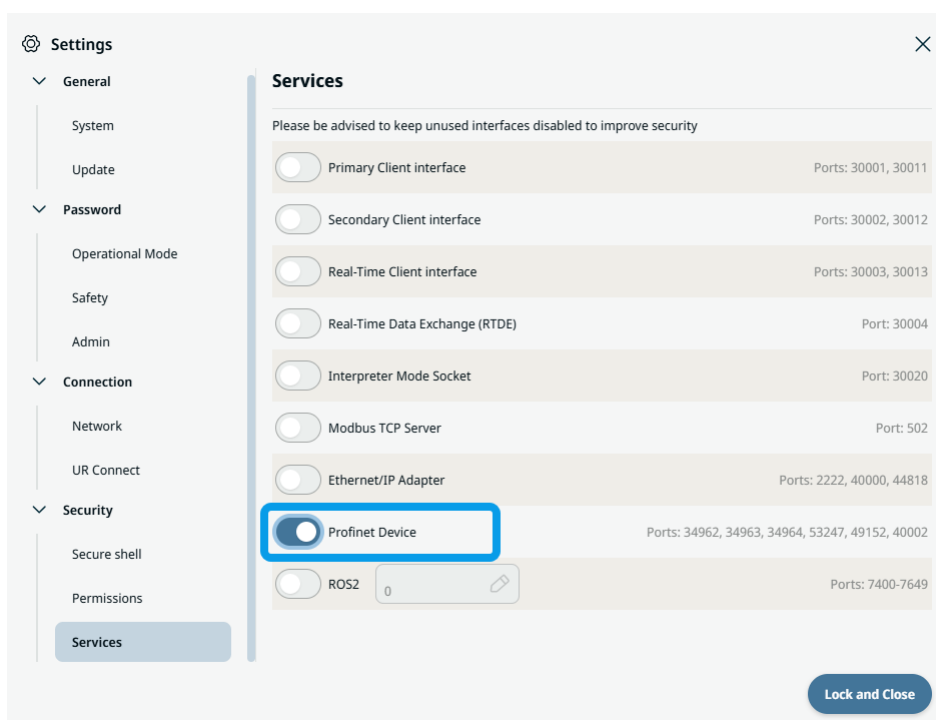 Settings
General
System
Update
Password
Operational Mode
Safety
Admin
Connection
Network
UR Connect
Security
Secure shell
Permissions
Services
Services
Please be advised to keep unused interfaces disabled to improve security
Primary Client interface Ports: 30001, 30011
Secondary Client interface Ports: 30002, 30012
Real-Time Client interface Ports: 30003, 30013
Real-Time Data Exchange (RTDE) Port: 30004
Interpreter Mode Socket Port: 30020
Modbus TCP Server Port: 502
Ethernet/IP Adapter Ports: 2222, 40000, 44818
Profinet Device Ports: 34962, 34963, 34964, 53247, 49152, 40002
ROS2 0 Ports: 7400-7649
Lock and Close